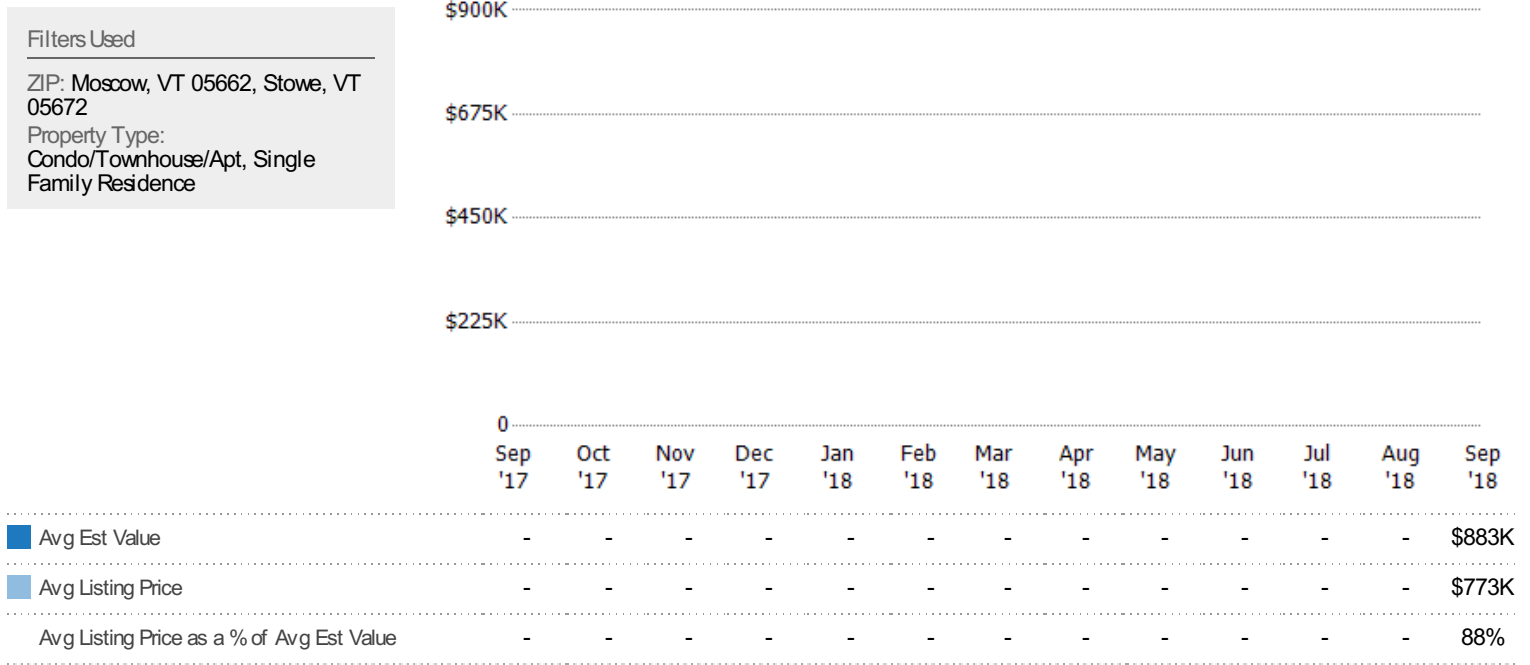 Filters Used
ZIP: Moscow, VT 05662, Stowe, VT
05672
Property Type:
Condo/Townhouse/Apt, Single
Family Residence
$900K
$675K
$450K
$225K
0
Sep Oct Nov Dec Jan Feb Mar Apr May Jun Jul Aug Sep
'17 '17 '17 '17 '18 '18 '18 '18 '18 '18 '18 '18 '18
Avg Est Value - - - - - - - - - - - - $883K
Avg Listing Price - - - - - - - - - - - - $773K
Avg Listing Price as a % of Avg Est Value - - - - - - - - - - - - 88%